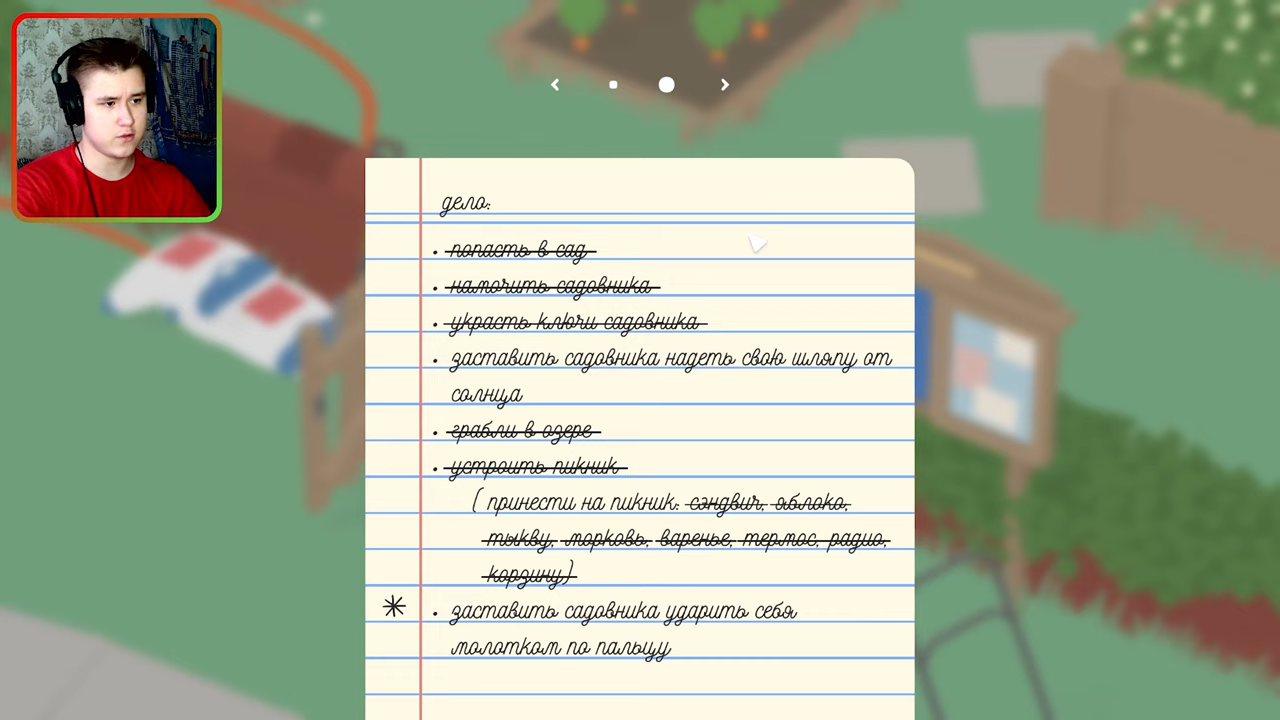 дело:
• попасть в сад
• намочить садовника
• украсть ключи садовника
• заставить садовника надеть свою шляпу от
солнца
• грабли в озере
• устроить пикник
( принести на пикник: сэндвич, яблоко,
тыкву, морковь, варенье, термос, радио,
корзину)
* • заставить садовника ударить себя
молотком по пальцу